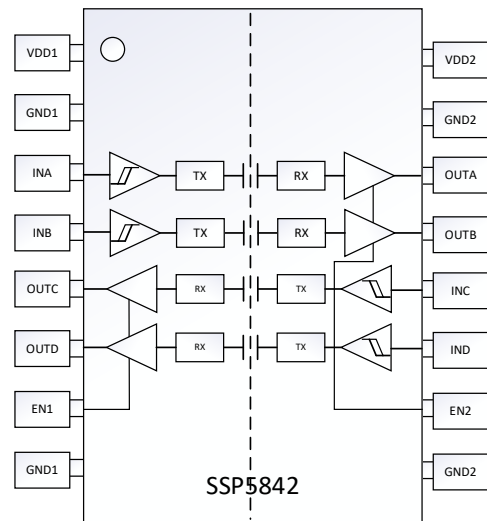 VDD1
VDD2
GND1
GND2
INA
TX
RX
OUTA
INB
TX
RX
OUTB
OUTC
RX
TX
INC
OUTD
RX
TX
IND
EN1
EN2
GND1
GND2
SSP5842